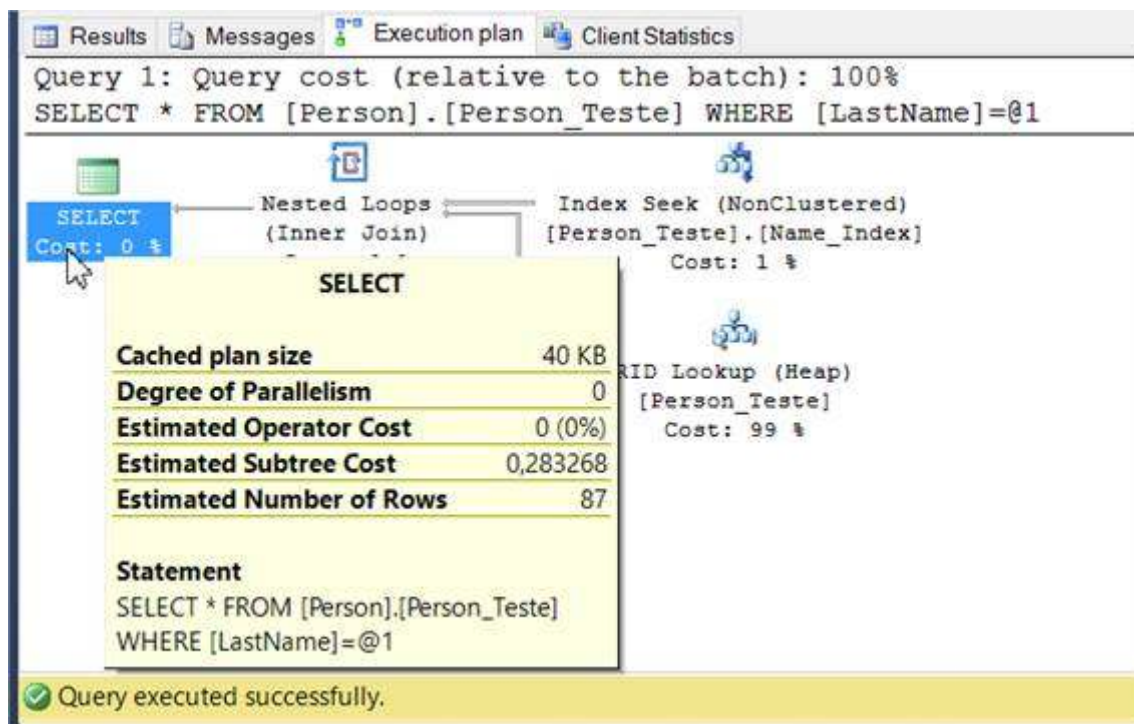 Results Messages Execution plan Client Statistics
Query 1: Query cost (relative to the batch): 100%
SELECT * FROM [Person].[Person_Teste] WHERE [LastName]=@1
SELECT
Cost: 0 %
Nested Loops
(Inner Join)
Index Seek (NonClustered)
[Person_Teste].[Name_Index]
Cost: 1 %
RID Lookup (Heap)
[Person_Teste]
Cost: 99 %
SELECT
Cached plan size 40 KB
Degree of Parallelism 0
Estimated Operator Cost 0 (0%)
Estimated Subtree Cost 0,283268
Estimated Number of Rows 87
Statement
SELECT * FROM [Person].[Person_Teste]
WHERE [LastName]=@1
Query executed successfully.